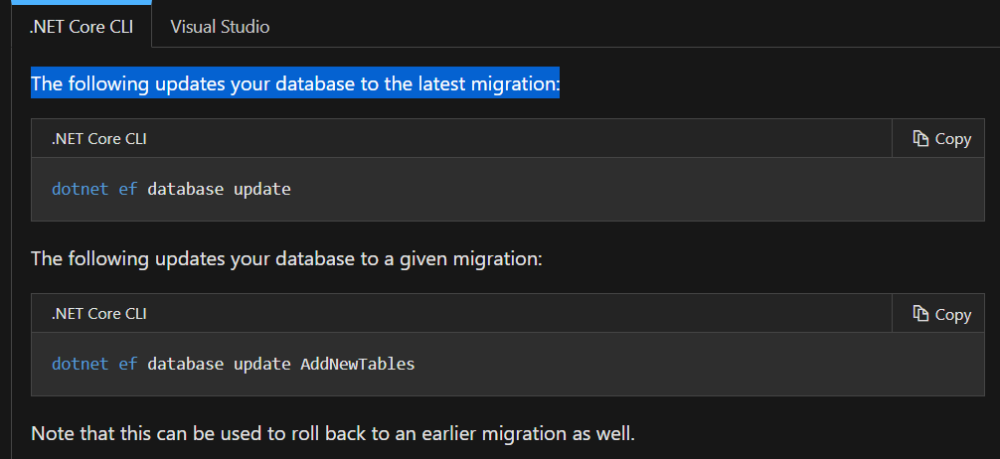 .NET Core CLI Visual Studio
The following updates your database to the latest migration:
.NET Core CLI Copy
dotnet ef database update
The following updates your database to a given migration:
.NET Core CLI Copy
dotnet ef database update AddNewTables
Note that this can be used to roll back to an earlier migration as well.